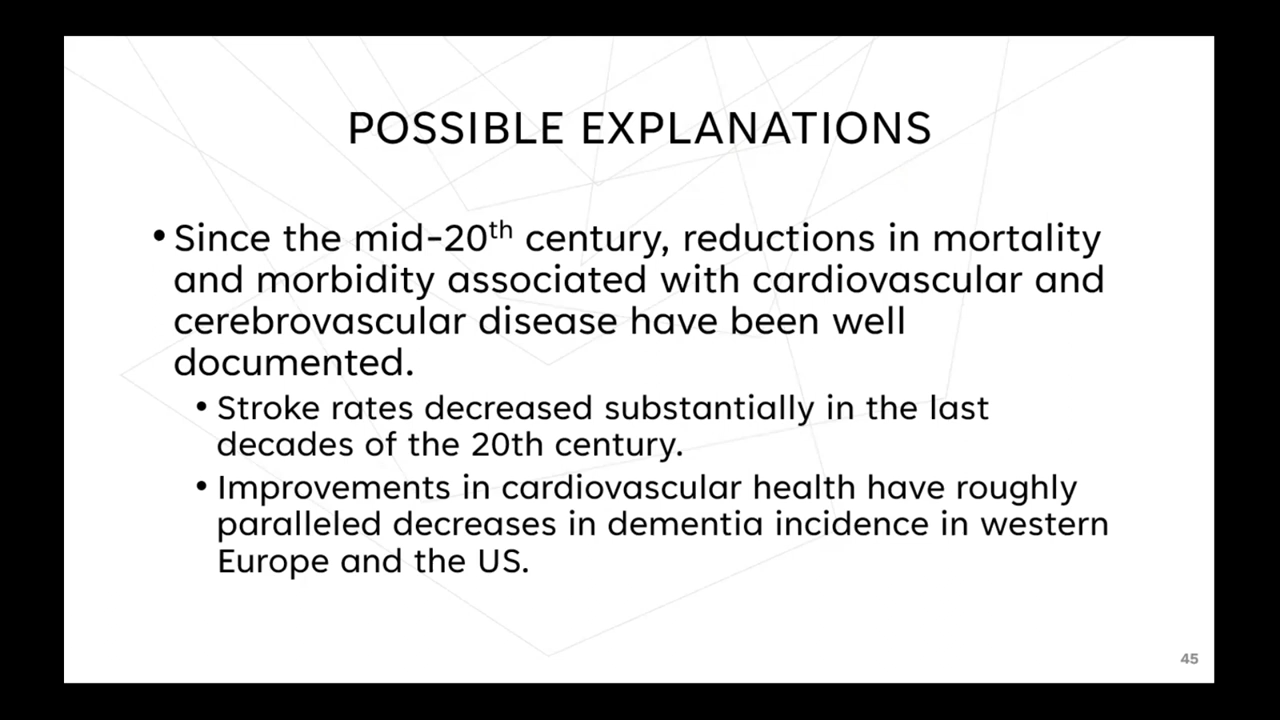 POSSIBLE EXPLANATIONS
• Since the mid-20th century, reductions in mortality
and morbidity associated with cardiovascular and
cerebrovascular disease have been well
documented.
• Stroke rates decreased substantially in the last
decades of the 20th century.
• Improvements in cardiovascular health have roughly
paralleled decreases in dementia incidence in western
Europe and the US.
45